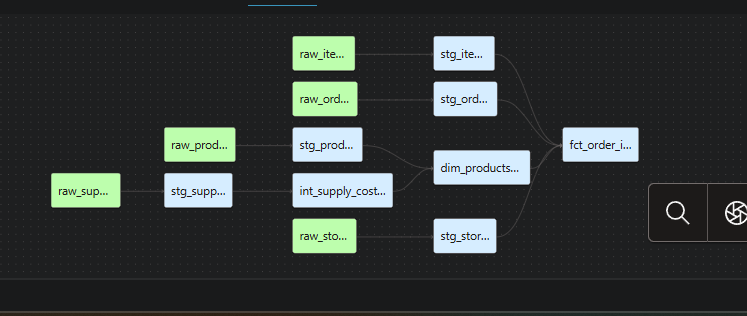 raw_ite...
stg_ite...
raw_ord...
stg_ord...
raw_prod...
stg_prod...
fct_order_i...
dim_products...
raw_sup...
stg_supp...
int_supply_cost...
raw_sto...
stg_stor...